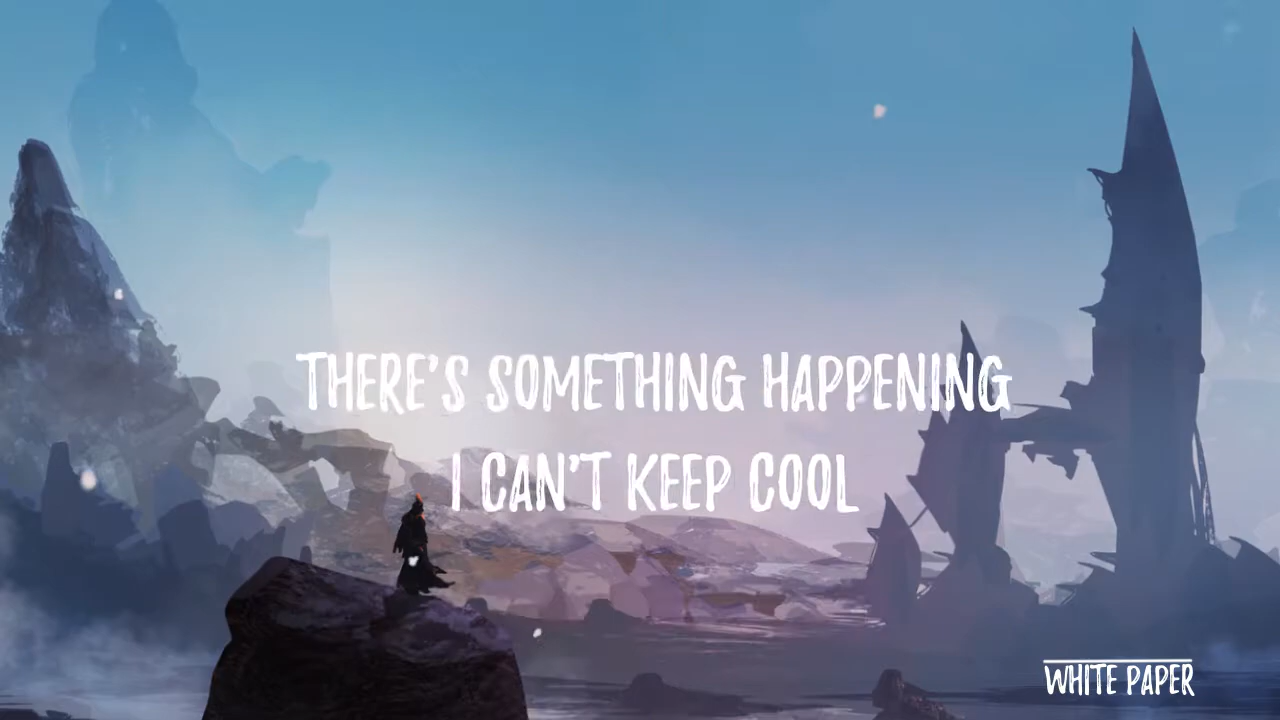 THERE'S SOMETHING HAPPENING
I CAN'T KEEP COOL
WHITE PAPER